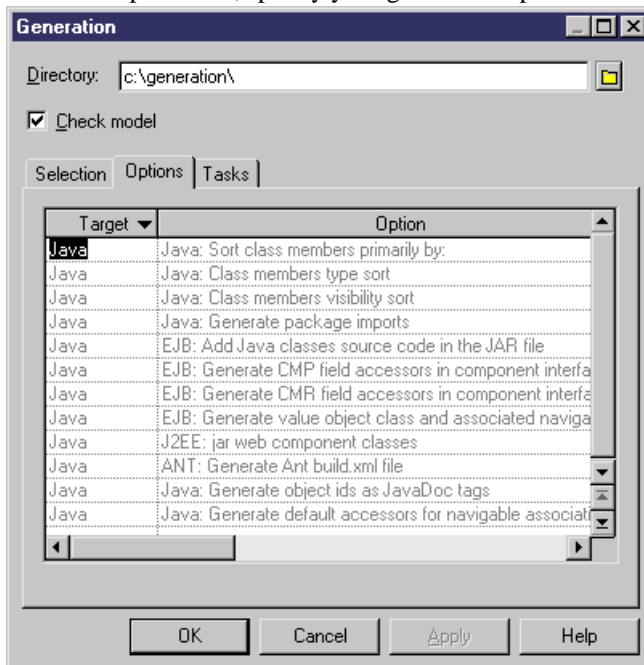 Generation
Directory: c:\generation\
Check model
Selection Options Tasks
Target Option
Java Java: Sort class members primarily by:
Java Java: Class members type sort
Java Java: Class members visibility sort
Java Java: Generate package imports
Java EJB: Add Java classes source code in the JAR file
Java EJB: Generate CMP field accessors in component interfa
Java EJB: Generate CMR field accessors in component interfa
Java EJB: Generate value object class and associated naviga
Java J2EE: jar web component classes
Java ANT: Generate Ant build.xml file
Java Java: Generate object ids as JavaDoc tags
Java Java: Generate default accessors for navigable associati
OK Cancel Apply Help